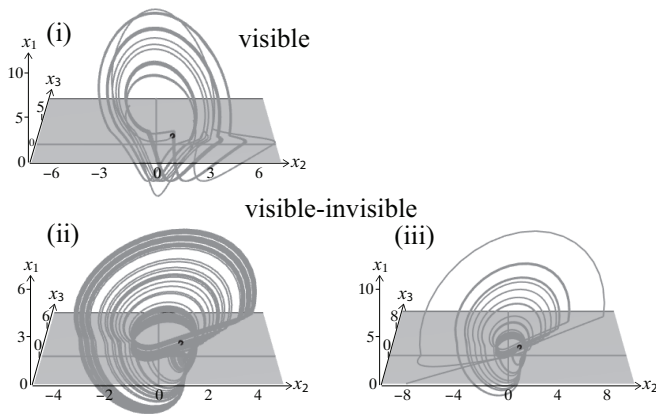 (i) visible
x1
10
5
0
x3
5
0
−6 −3 0 3 6 x2
visible-invisible
(ii)
x1
6
3
0
x3
6
0
−4 −2 0 2 4 x2
(iii)
x1
10
5
0
x3
8
0
−8 −4 0 4 8 x2